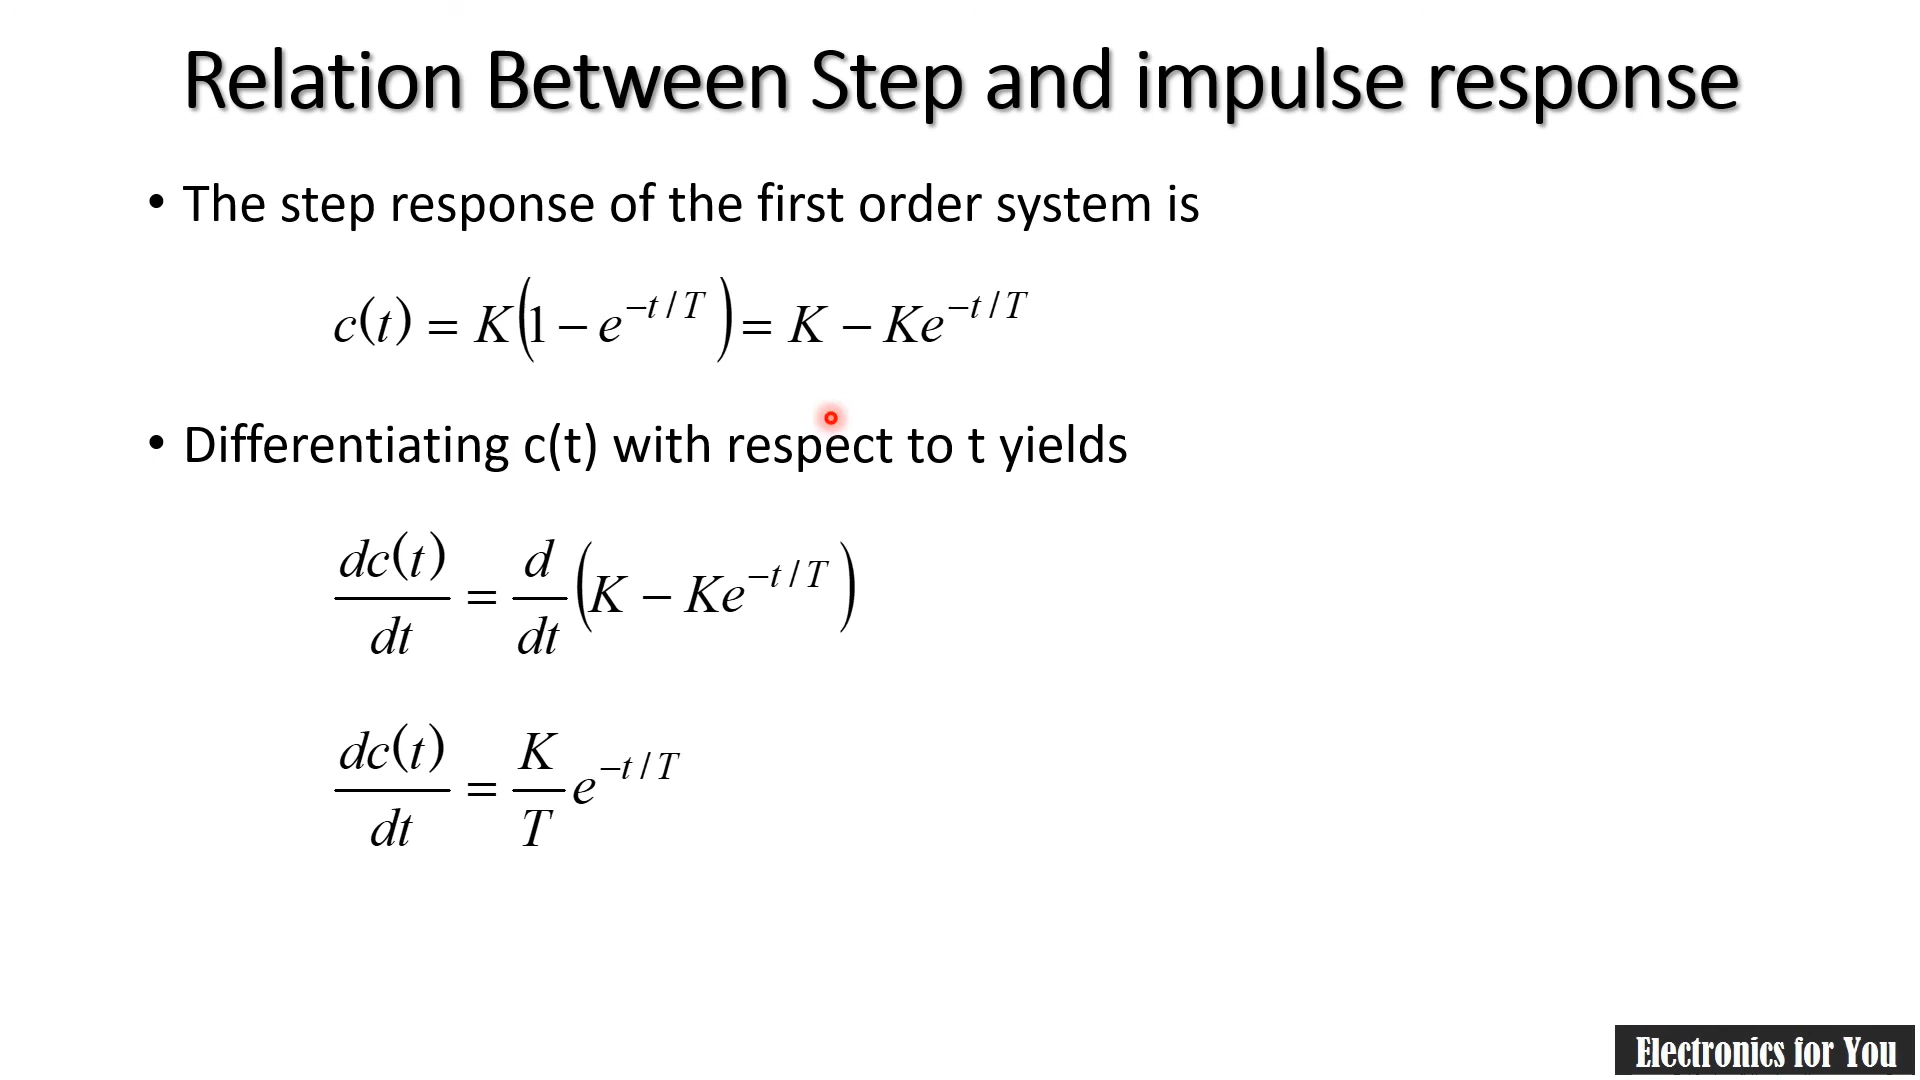 Relation Between Step and impulse response
• The step response of the first order system is
c(t) = K(1 − e^{−t/T}) = K − Ke^{−t/T}
• Differentiating c(t) with respect to t yields
dc(t)/dt = d/dt (K − Ke^{−t/T})
dc(t)/dt = K/T e^{−t/T}
Electronics for You